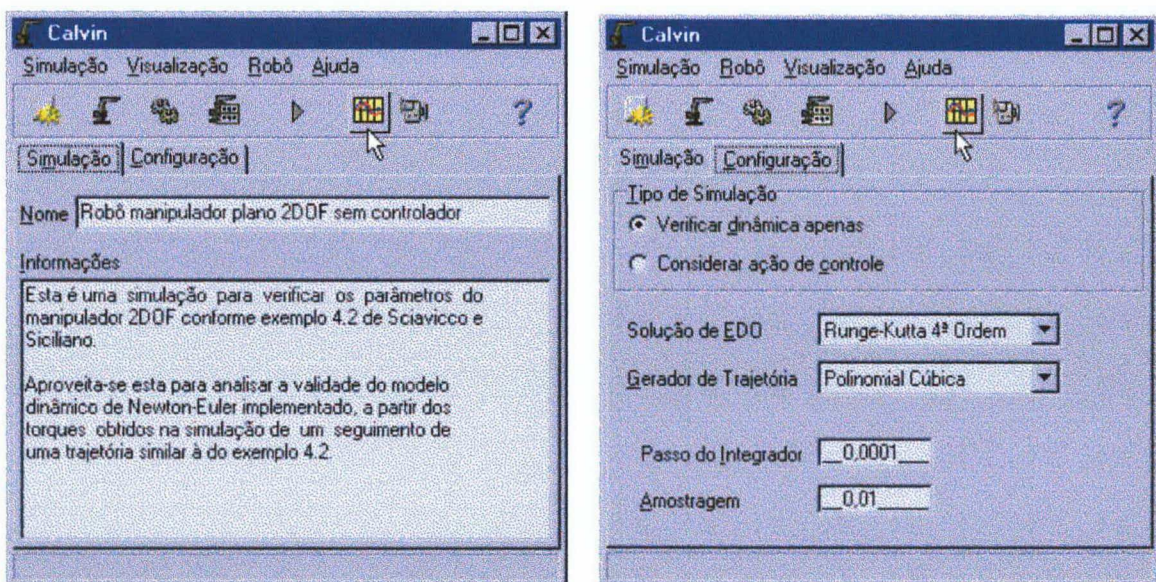 Calvin
Simulação Visualização Robô Ajuda
?
Simulação Configuração
Nome Robô manipulador plano 2DOF sem controlador
Informações
Esta é uma simulação para verificar os parâmetros do
manipulador 2DOF conforme exemplo 4.2 de Sciavicco e
Siciliano.
Aproveita-se esta para analisar a validade do modelo
dinâmico de Newton-Euler implementado, a partir dos
torques obtidos na simulação de um seguimento de
uma trajetória similar à do exemplo 4.2.
Calvin
Simulação Robô Visualização Ajuda
?
Simulação Configuração
Tipo de Simulação
Verificar dinâmica apenas
Considerar ação de controle
Solução de EDO Runge-Kutta 4ª Ordem
Gerador de Trajetória Polinomial Cúbica
Passo do Integrador __0,0001___
Amostragem __0,01____